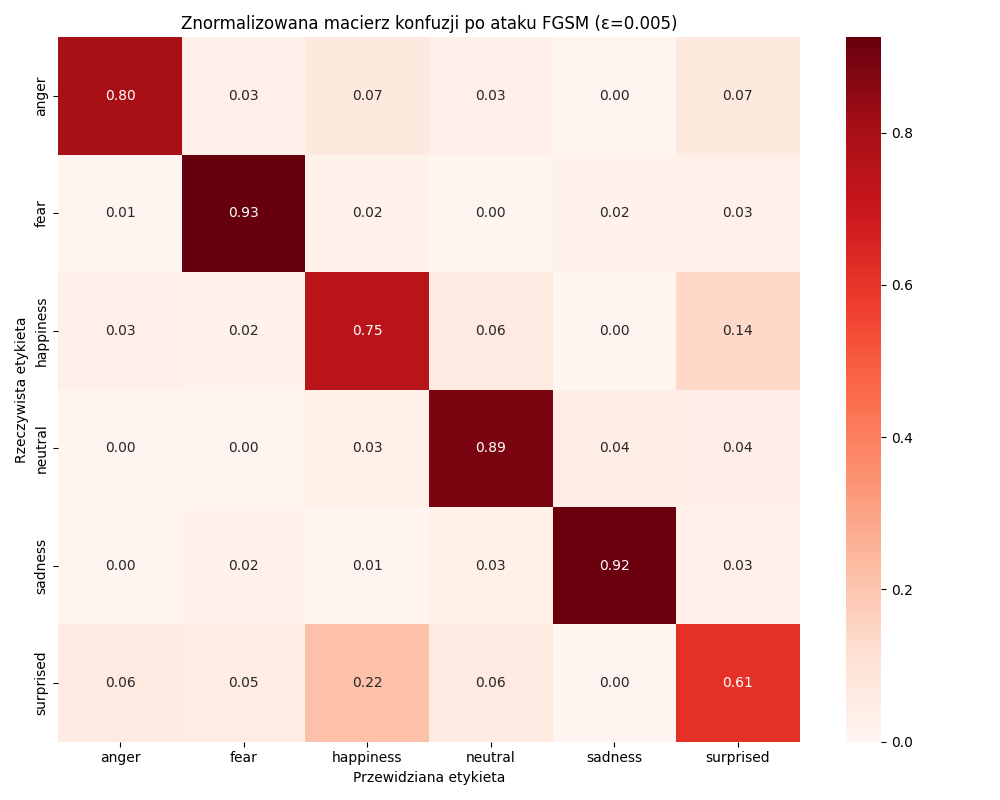 Znormalizowana macierz konfuzji po ataku FGSM (ε=0.005)
Rzeczywista etykieta
anger 0.80 0.03 0.07 0.03 0.00 0.07
fear 0.01 0.93 0.02 0.00 0.02 0.03
happiness 0.03 0.02 0.75 0.06 0.00 0.14
neutral 0.00 0.00 0.03 0.89 0.04 0.04
sadness 0.00 0.02 0.01 0.03 0.92 0.03
surprised 0.06 0.05 0.22 0.06 0.00 0.61
anger fear happiness neutral sadness surprised
Przewidziana etykieta
0.8
0.6
0.4
0.2
0.0